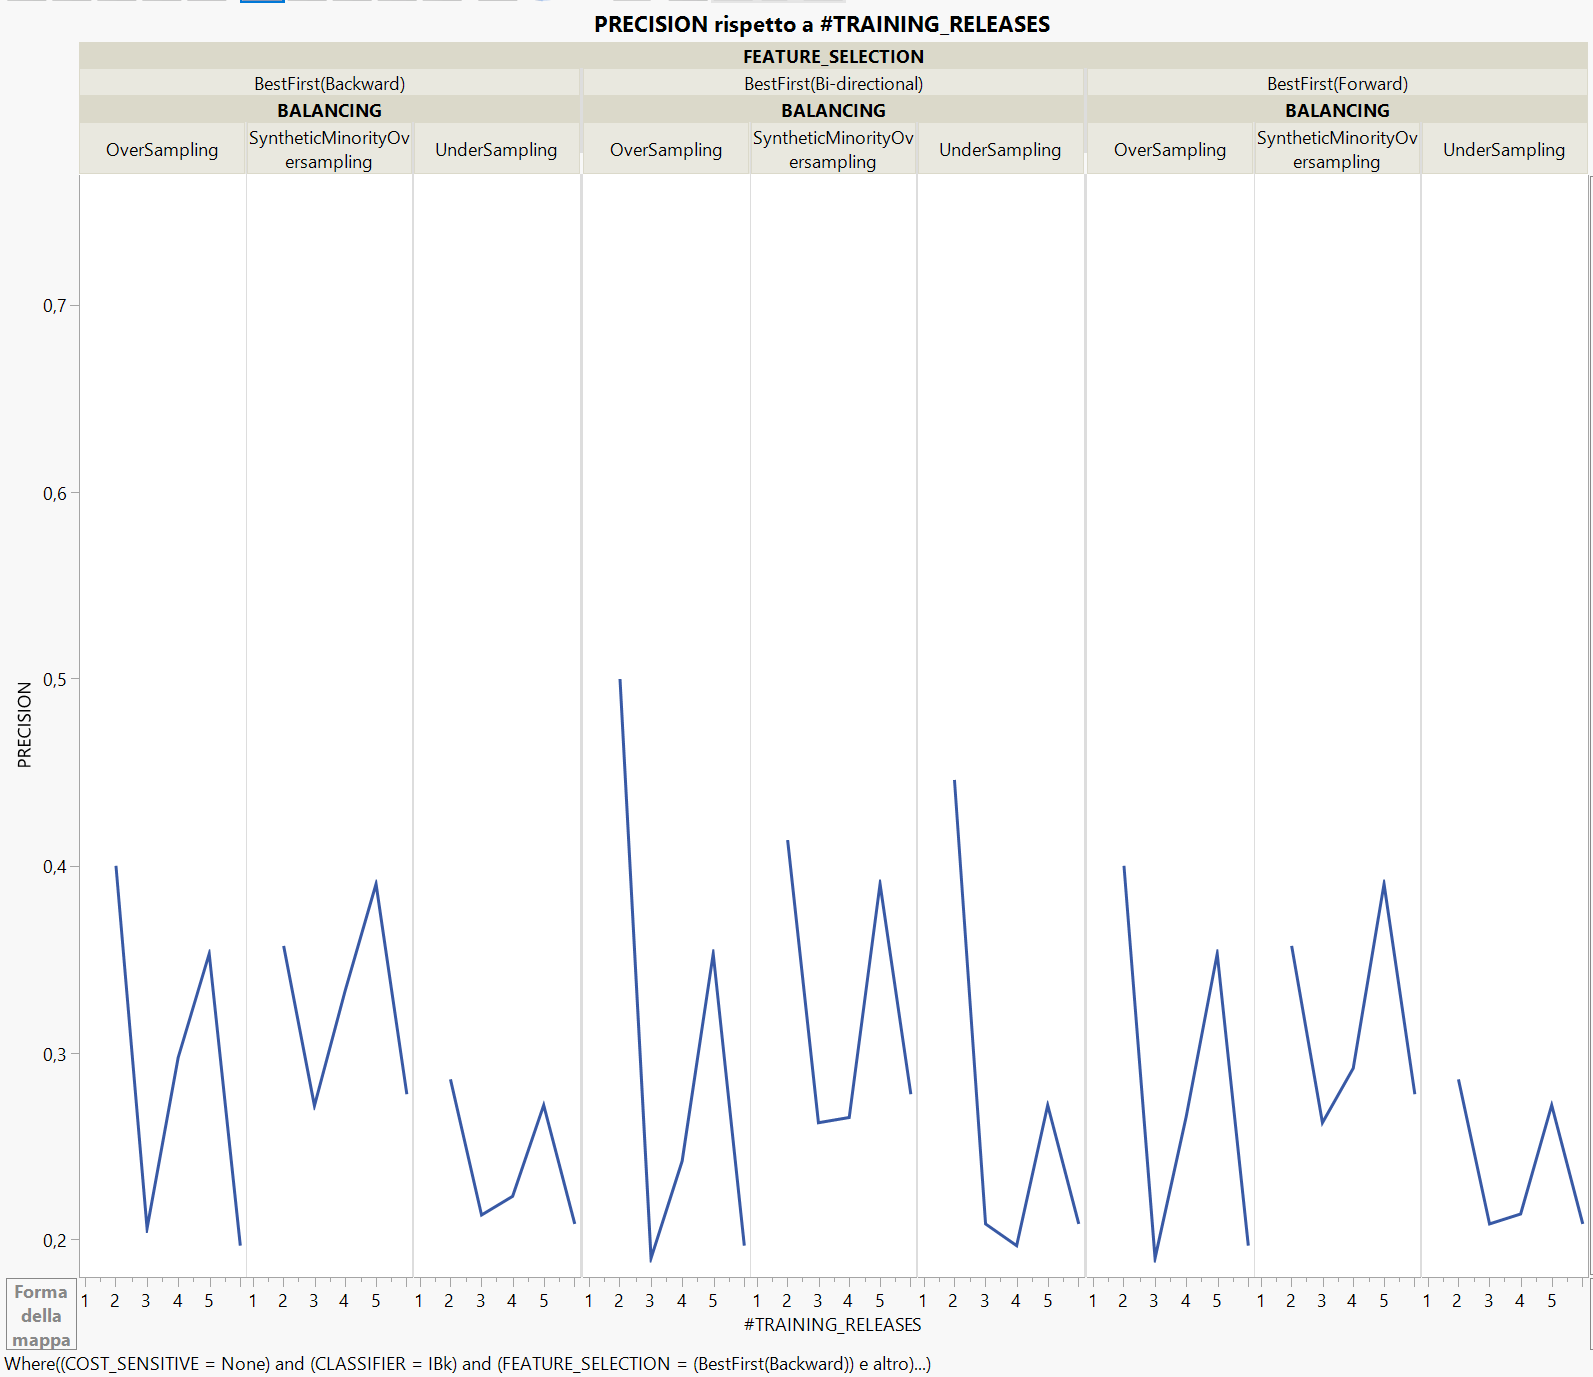 PRECISION rispetto a #TRAINING_RELEASES
FEATURE_SELECTION
BestFirst(Backward) BestFirst(Bi-directional) BestFirst(Forward)
BALANCING BALANCING BALANCING
OverSampling SyntheticMinorityOv UnderSampling OverSampling SyntheticMinorityOv UnderSampling OverSampling SyntheticMinorityOv UnderSampling
ersampling ersampling ersampling
0,7
0,6
0,5
PRECISION
0,4
0,3
0,2
1 2 3 4 5 1 2 3 4 5 1 2 3 4 5 1 2 3 4 5 1 2 3 4 5 1 2 3 4 5 1 2 3 4 5 1 2 3 4 5 1 2 3 4 5
#TRAINING_RELEASES
Forma
della
mappa
Where((COST_SENSITIVE = None) and (CLASSIFIER = IBk) and (FEATURE_SELECTION = (BestFirst(Backward)) e altro)...)